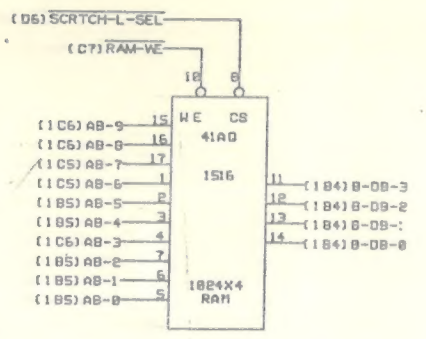 (D6) SCRTCH-L-SEL
(C7) RAM-WE
10 8
WE CS
41AQ
1516
1024X4
RAM
(1C6) AB-9 15
(1C6) AB-8 16
(1C5) AB-7 17
(1C5) AB-6 1
(1B5) AB-5 2
(1B5) AB-4 3
(1C6) AB-3 4
(1B5) AB-2 7
(1B5) AB-1 6
(1B5) AB-0 5
11 (1B4) B-DB-3
12 (1B4) B-DB-2
13 (1B4) B-DB-
14 (1B4) B-DB-0